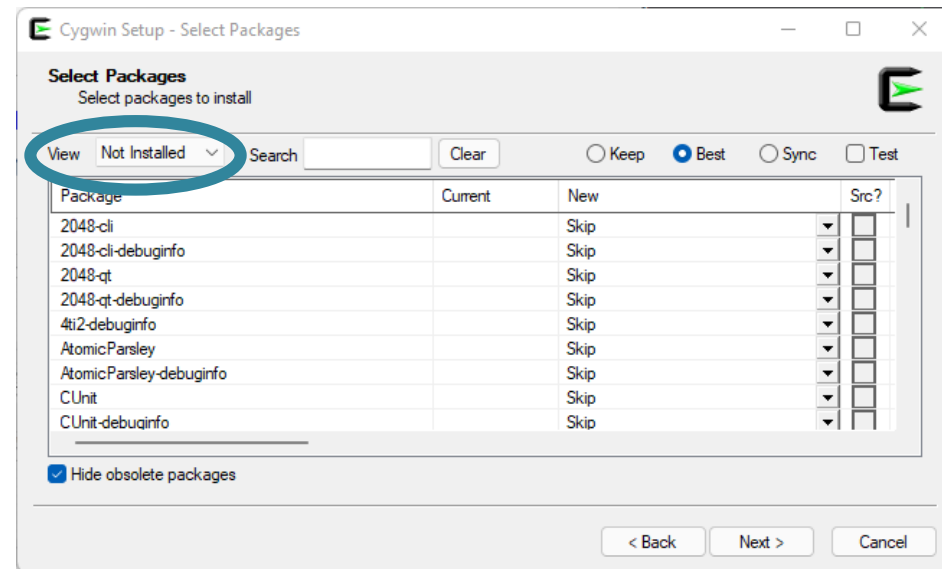 Cygwin Setup - Select Packages
Select Packages
Select packages to install
View Not Installed Search Clear Keep Best Sync Test
Package Current New Src?
2048-cli Skip
2048-cli-debuginfo Skip
2048-qt Skip
2048-qt-debuginfo Skip
4ti2-debuginfo Skip
AtomicParsley Skip
AtomicParsley-debuginfo Skip
CUnit Skip
CUnit-debuginfo Skip
Hide obsolete packages
< Back Next > Cancel